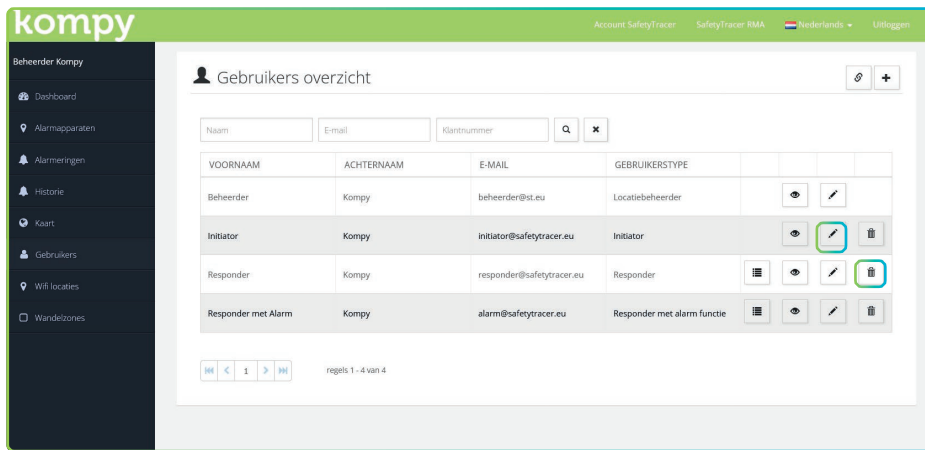 kompy
Account SafetyTracer SafetyTracer RMA Nederlands Uitloggen
Beheerder Kompy
Dashboard
Alarmapparaten
Alarmeringen
Historie
Kaart
Gebruikers
Wifi locaties
Wandelzones
Gebruikers overzicht
Naam E-mail Klantnummer
VOORNAAM ACHTERNAAM E-MAIL GEBRUIKERSTYPE
Beheerder Kompy beheerder@st.eu Locatiebeheerder
Initiator Kompy initiator@safetytracer.eu Initiator
Responder Kompy responder@safetytracer.eu Responder
Responder met Alarm Kompy alarm@safetytracer.eu Responder met alarm functie
1 regels 1 - 4 van 4